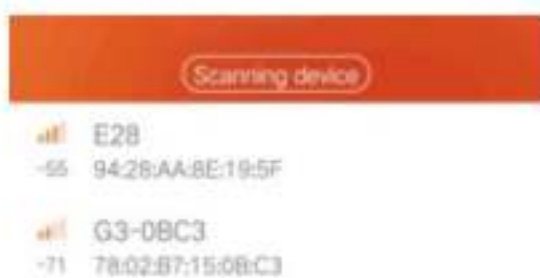 Scanning device
E28
-55 94:28:AA:8E:19:5F
G3-0BC3
-71 78:02:B7:15:0B:C3